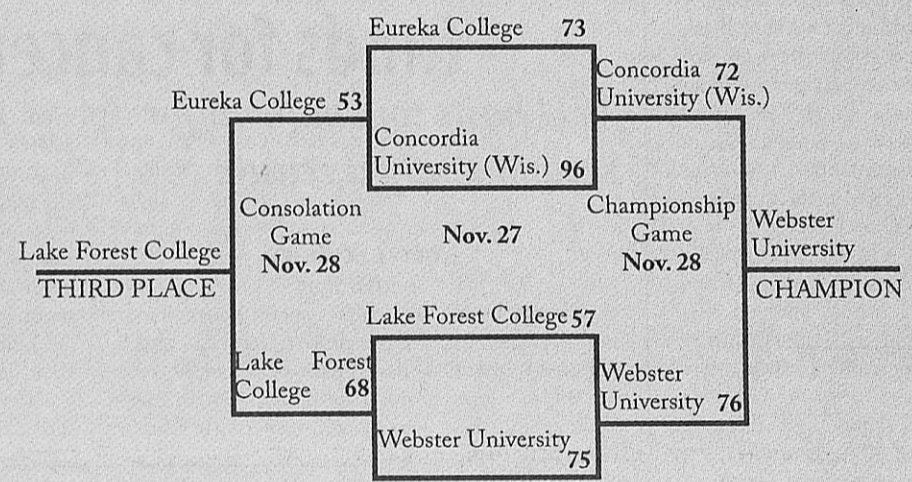 Eureka College 73
Concordia 72
University (Wis.)
Eureka College 53
Concordia
University (Wis.) 96
Consolation
Game
Nov. 28
Nov. 27
Championship
Game
Nov. 28
Webster
University
Lake Forest College
THIRD PLACE
CHAMPION
Lake Forest College 57
Lake Forest
College 68
Webster
University 76
Webster University
75